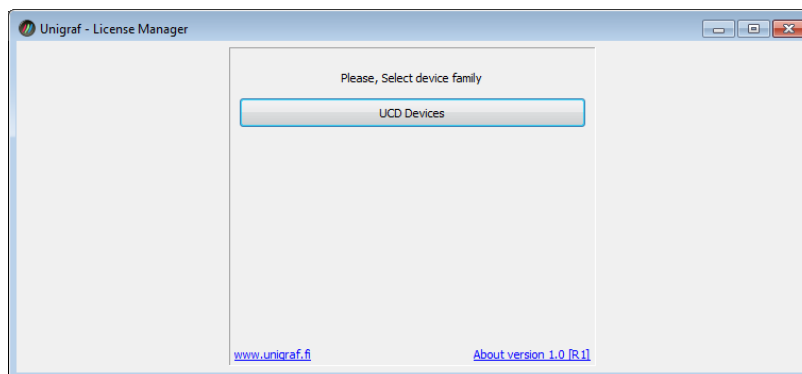 Unigraf - License Manager
Please, Select device family
UCD Devices
www.unigraf.fi
About version 1.0 [R1]